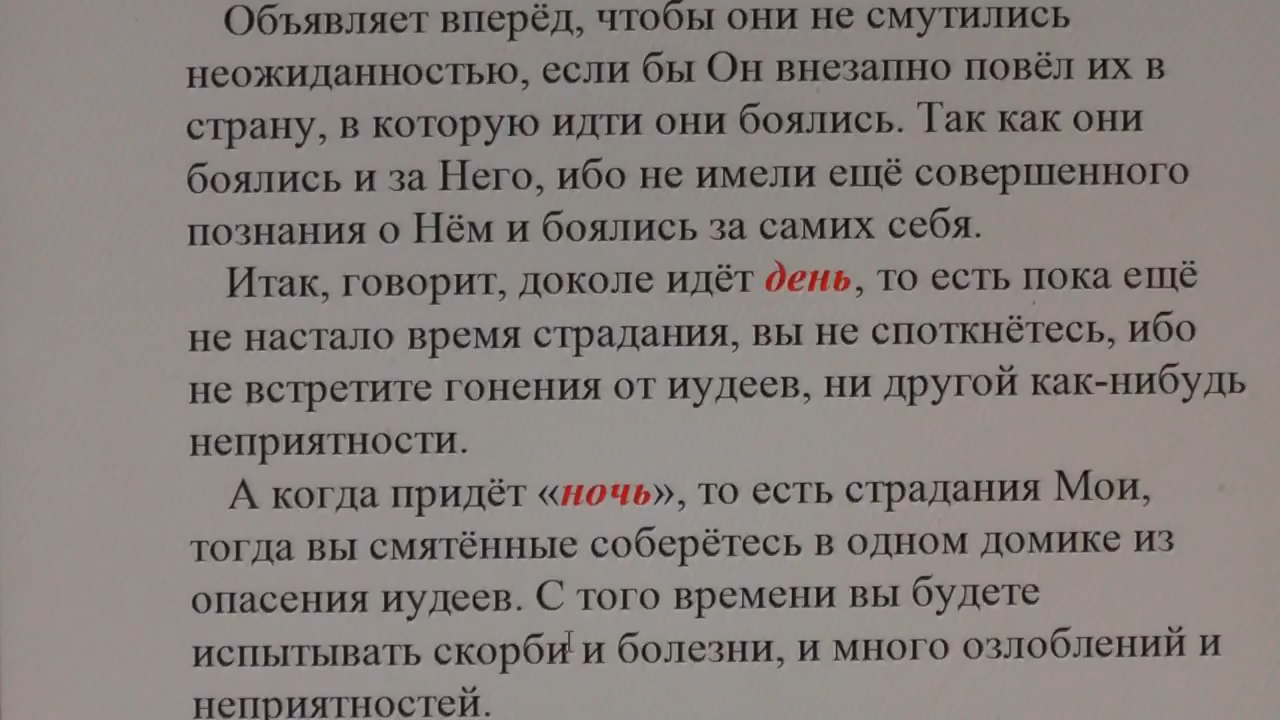 Объявляет вперёд, чтобы они не смутились
неожиданностью, если бы Он внезапно повёл их в
страну, в которую идти они боялись. Так как они
боялись и за Него, ибо не имели ещё совершенного
познания о Нём и боялись за самих себя.
Итак, говорит, доколе идёт день, то есть пока ещё
не настало время страдания, вы не споткнётесь, ибо
не встретите гонения от иудеев, ни другой как-нибудь
неприятности.
А когда придёт «ночь», то есть страдания Мои,
тогда вы смятённые соберётесь в одном домике из
опасения иудеев. С того времени вы будете
испытывать скорби и болезни, и много озлоблений и
неприятностей.